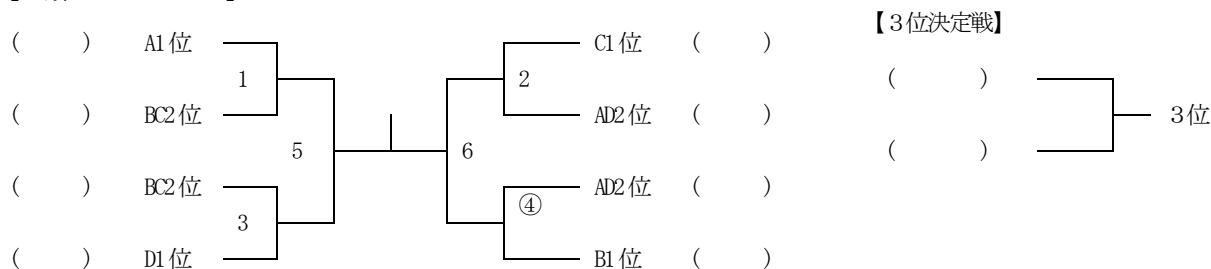 【３位決定戦】
(　　) A1位 C1位 (　　)
1 2
(　　) BC2位 AD2位 (　　)
5 6
(　　) BC2位 AD2位 (　　)
3 ④
(　　) D1位 B1位 (　　)
(　　)
３位
(　　)